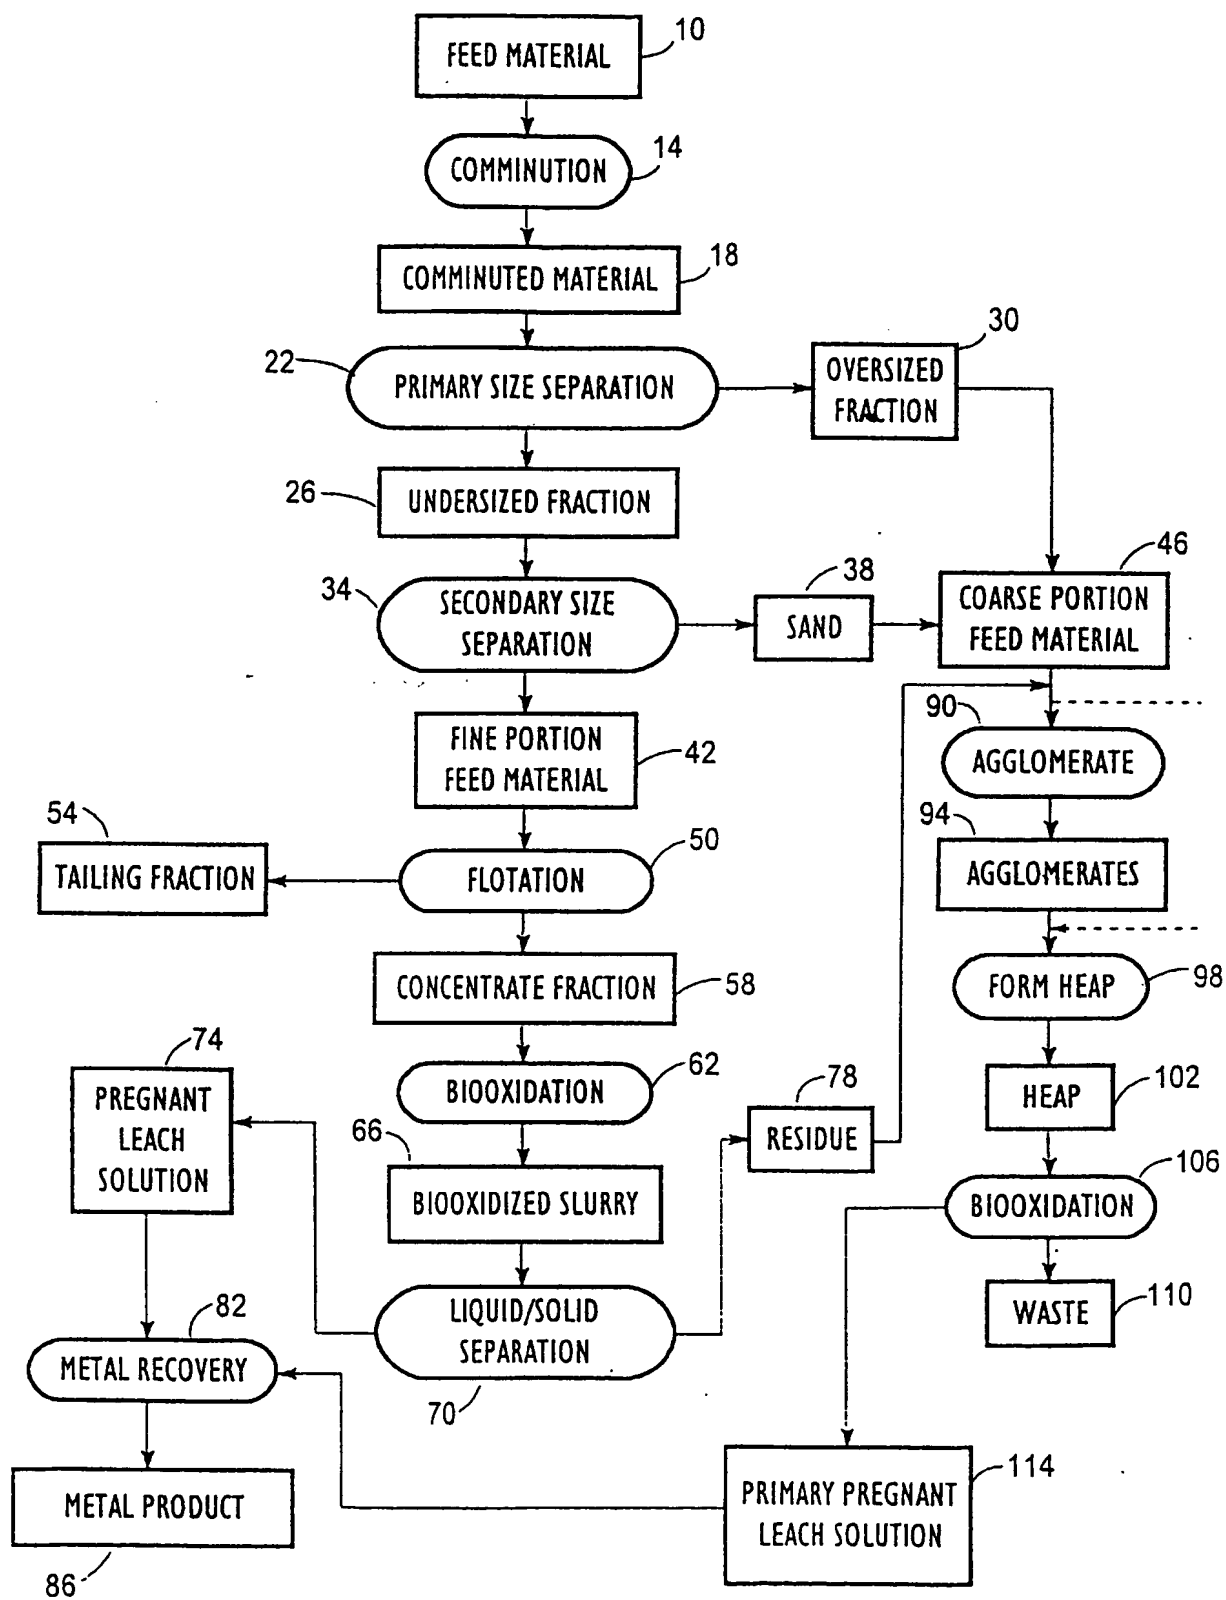 10
FEED MATERIAL
14
COMMINUTION
18
COMMINUTED MATERIAL
22
PRIMARY SIZE SEPARATION
30
OVERSIZED
FRACTION
26
UNDERSIZED FRACTION
34
SECONDARY SIZE
SEPARATION
38
SAND
46
COARSE PORTION
FEED MATERIAL
FINE PORTION
FEED MATERIAL
42
90
AGGLOMERATE
54
TAILING FRACTION
50
FLOTATION
94
AGGLOMERATES
CONCENTRATE FRACTION
58
FORM HEAP
98
74
PREGNANT
LEACH
SOLUTION
BIOOXIDATION
62
78
RESIDUE
HEAP
102
66
BIOOXIDIZED SLURRY
106
BIOOXIDATION
LIQUID/SOLID
SEPARATION
70
WASTE
110
82
METAL RECOVERY
METAL PRODUCT
86
PRIMARY PREGNANT
LEACH SOLUTION
114